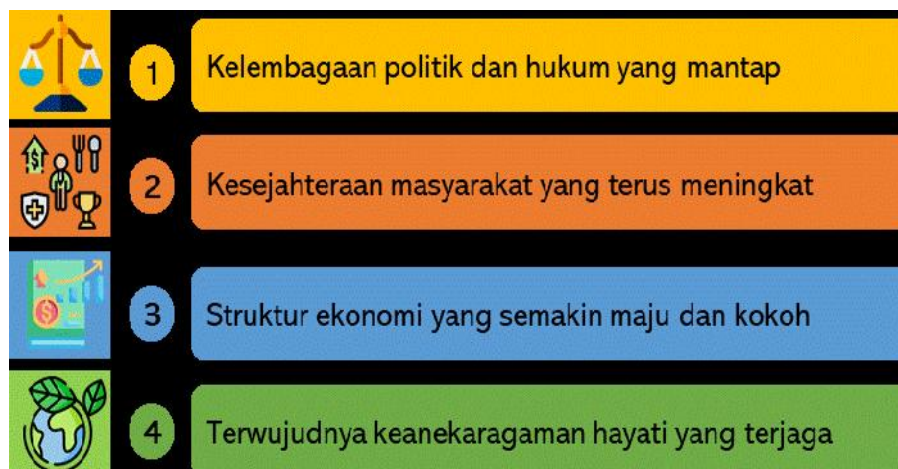 1 Kelembagaan politik dan hukum yang mantap
2 Kesejahteraan masyarakat yang terus meningkat
3 Struktur ekonomi yang semakin maju dan kokoh
4 Terwujudnya keanekaragaman hayati yang terjaga